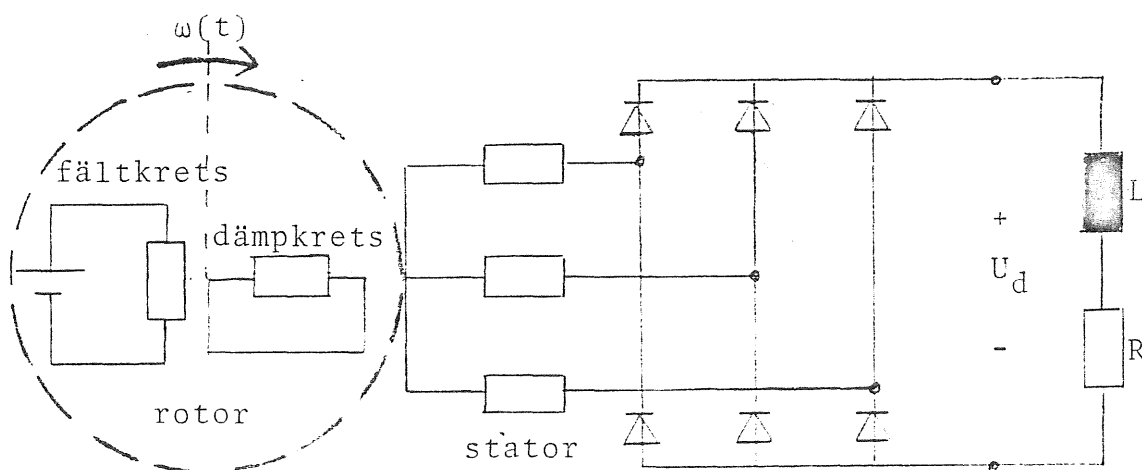 ω(t)
fältkrets
dämpkrets
rotor
stator
+
U_d
-
L
R